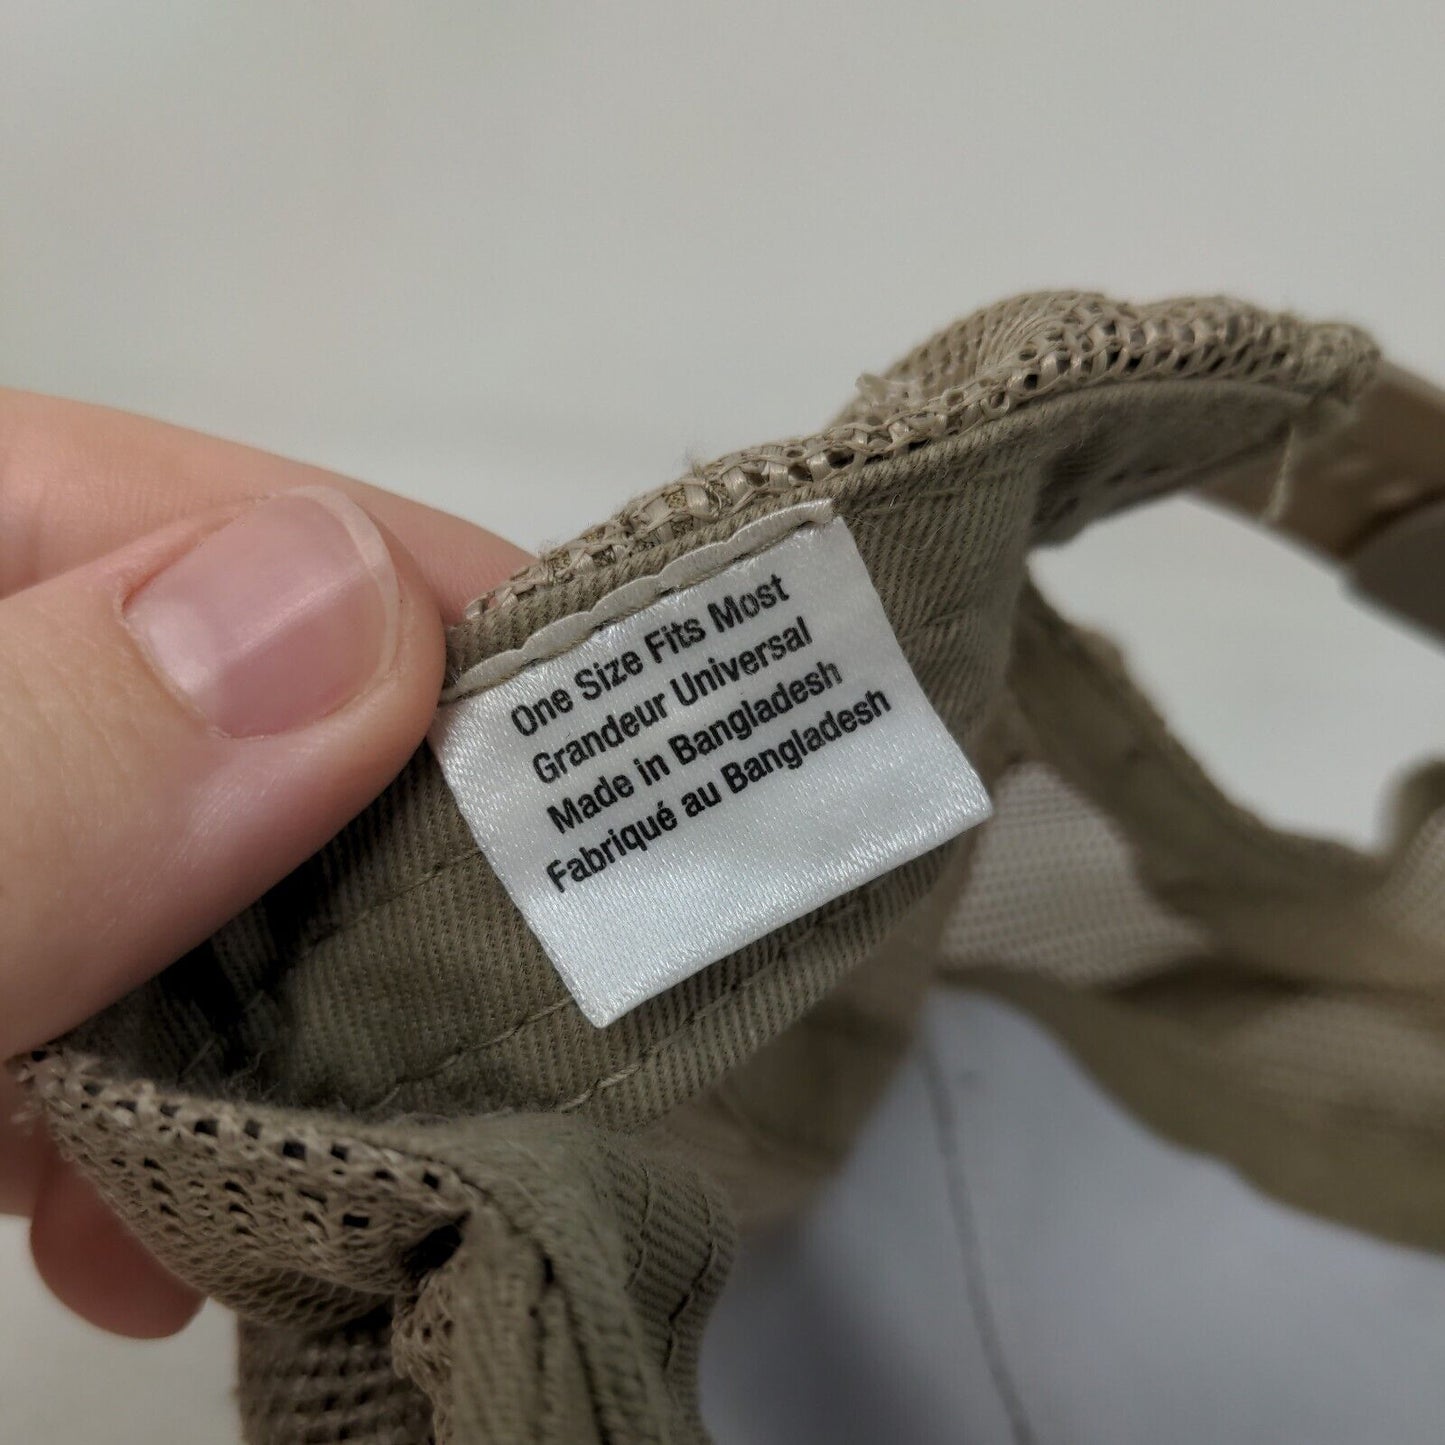 One Size Fits Most
Grandeur Universal
Made in Bangladesh
Fabriqué au Bangladesh